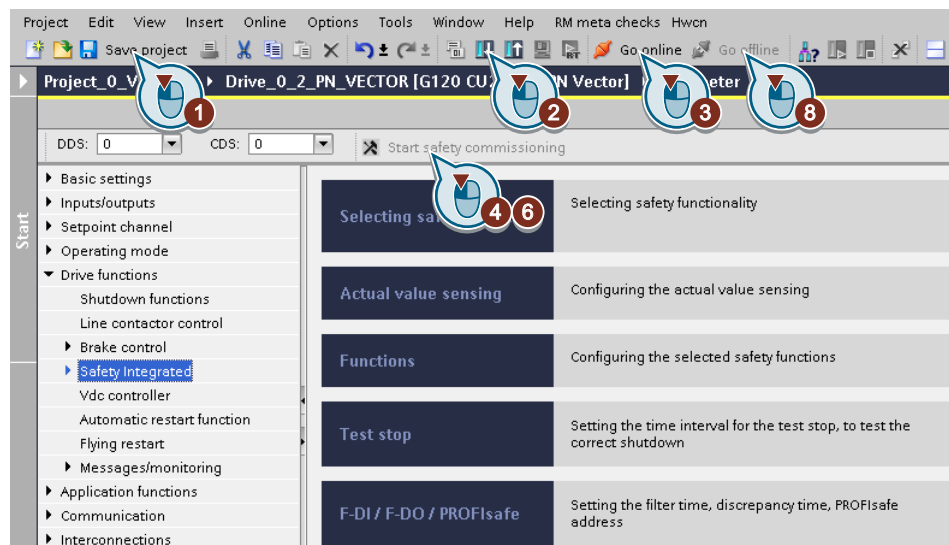 Project Edit View Insert Online Options Tools Window Help RM meta checks Hwcn
Save project Go online Go offline
Project_0_V Drive_0_2_PN_VECTOR [G120 CU2 PN Vector] eter
1 2 3 8
DDS: 0 CDS: 0 Start safety commissioning
4 6
Start
Basic settings
Inputs/outputs
Setpoint channel
Operating mode
Drive functions
Shutdown functions
Line contactor control
Brake control
Safety Integrated
Vdc controller
Automatic restart function
Flying restart
Messages/monitoring
Application functions
Communication
Interconnections
Selecting sa
Selecting safety functionality
Actual value sensing
Configuring the actual value sensing
Functions
Configuring the selected safety functions
Test stop
Setting the time interval for the test stop, to test the
correct shutdown
F-DI / F-DO / PROFIsafe
Setting the filter time, discrepancy time, PROFIsafe
address